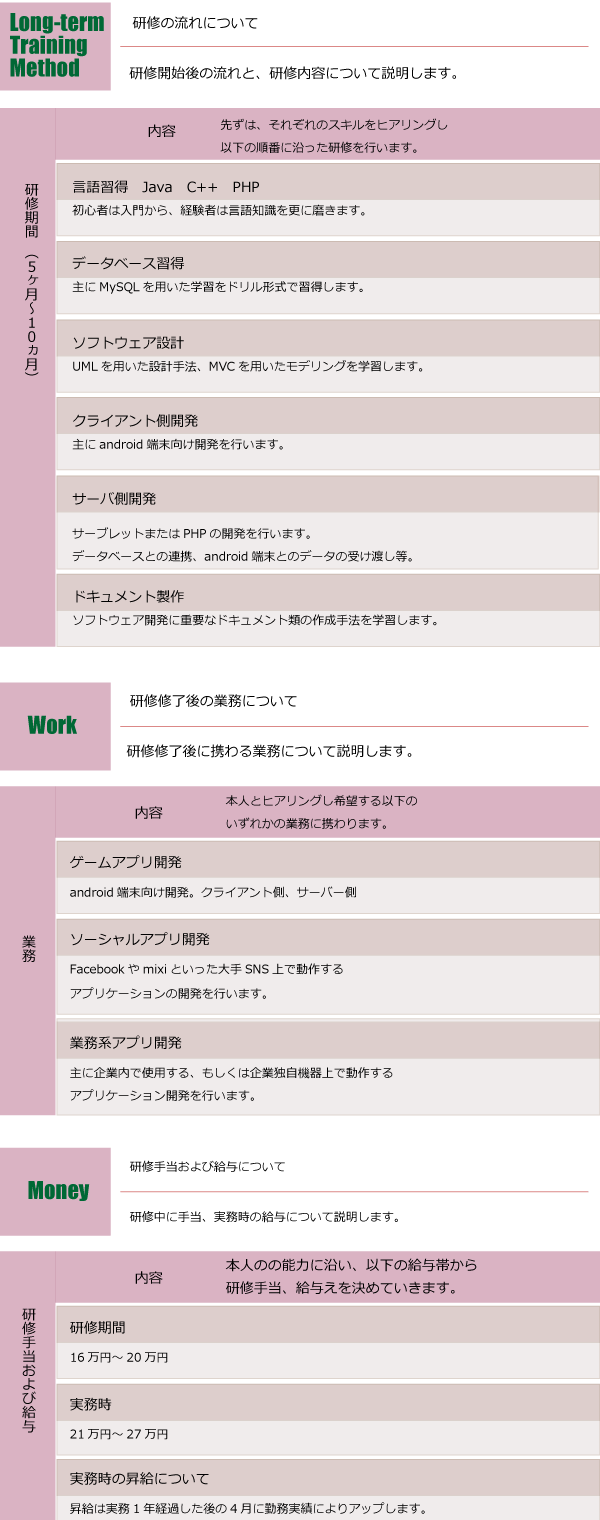 Long-term
Training
Method
研修の流れについて
研修開始後の流れと、研修内容について説明します。
内容
先ずは、それぞれのスキルをヒアリングし
以下の順番に沿った研修を行います。
研修期間（5ヶ月〜10ヵ月）
言語習得　Java　C++　PHP
初心者は入門から、経験者は言語知識を更に磨きます。
データベース習得
主に MySQL を用いた学習をドリル形式で習得します。
ソフトウェア設計
UML を用いた設計手法、MVC を用いたモデリングを学習します。
クライアント側開発
主に android 端末向け開発を行います。
サーバ側開発
サーブレットまたは PHP の開発を行います。
データベースとの連携、android 端末とのデータの受け渡し等。
ドキュメント製作
ソフトウェア開発に重要なドキュメント類の作成手法を学習します。
Work
研修修了後の業務について
研修修了後に携わる業務について説明します。
内容
本人とヒアリングし希望する以下の
いずれかの業務に携わります。
業務
ゲームアプリ開発
android 端末向け開発。クライアント側、サーバー側
ソーシャルアプリ開発
Facebook や mixi といった大手 SNS 上で動作する
アプリケーションの開発を行います。
業務系アプリ開発
主に企業内で使用する、もしくは企業独自機器上で動作する
アプリケーション開発を行います。
Money
研修手当および給与について
研修中に手当、実務時の給与について説明します。
内容
本人のの能力に沿い、以下の給与帯から
研修手当、給与えを決めていきます。
研修手当および給与
研修期間
16 万円〜 20 万円
実務時
21 万円〜 27 万円
実務時の昇給について
昇給は実務 1 年経過した後の 4 月に勤務実績によりアップします。